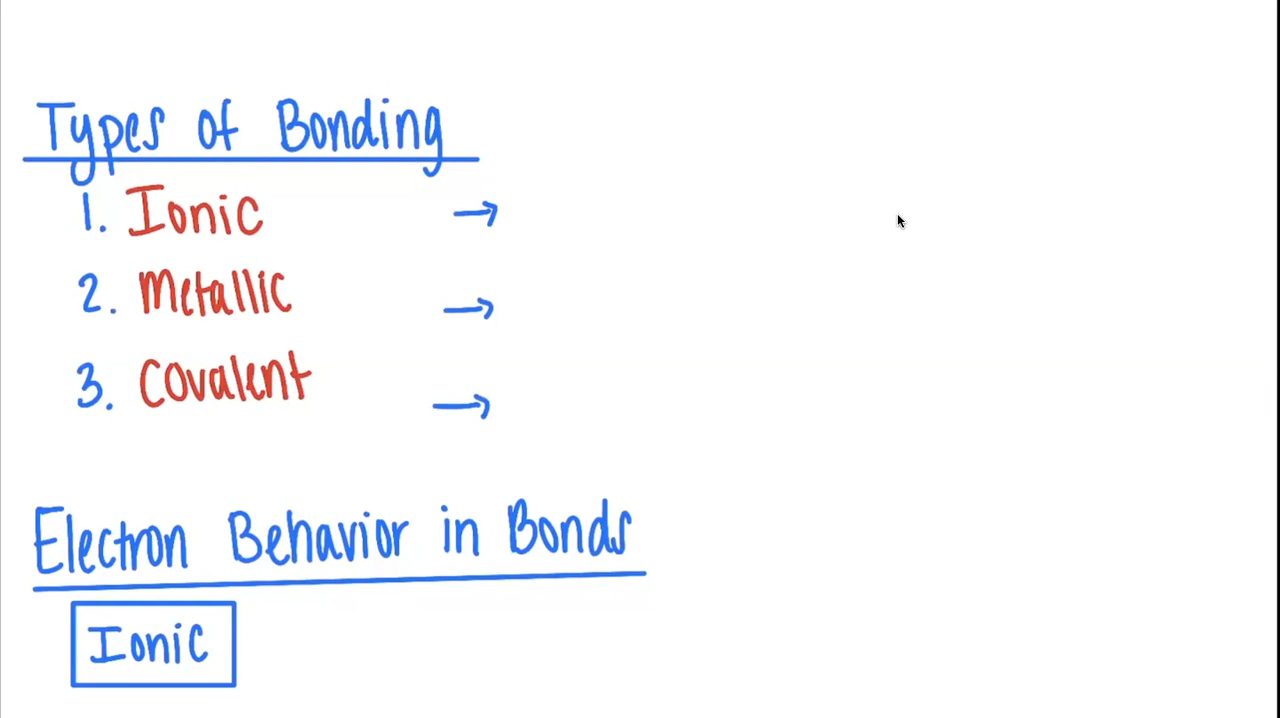 Types of Bonding
1. Ionic →
2. Metallic →
3. Covalent →
Electron Behavior in Bonds
Ionic